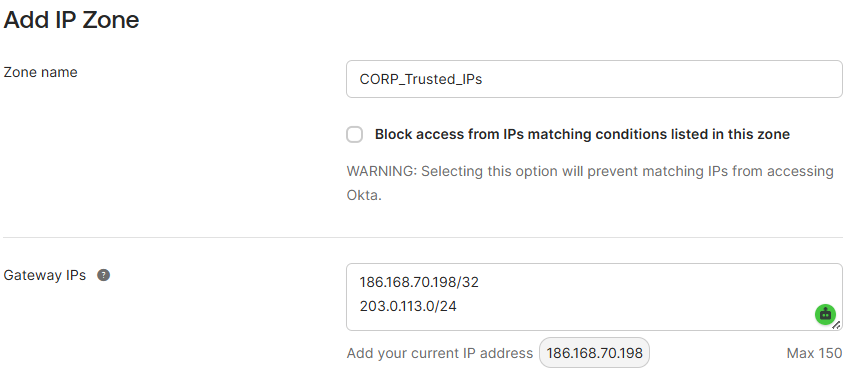 Add IP Zone
Zone name
CORP_Trusted_IPs
Block access from IPs matching conditions listed in this zone
WARNING: Selecting this option will prevent matching IPs from accessing
Okta.
Gateway IPs ?
186.168.70.198/32
203.0.113.0/24
Add your current IP address 186.168.70.198 Max 150